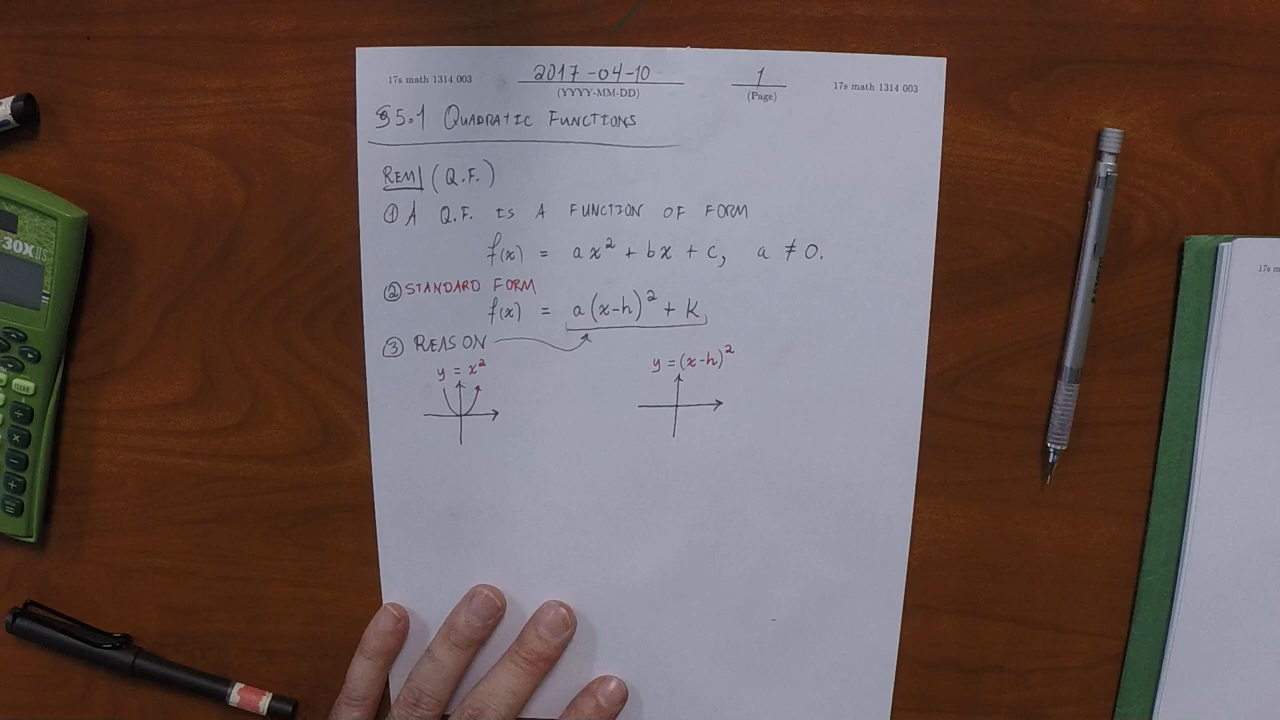 17s math 1314 003 2017-04-10 1 17s math 1314 003
(YYYY-MM-DD) (Page)
§5.1 QUADRATIC FUNCTIONS
REM (Q.F.)
① A Q.F. IS A FUNCTION OF FORM
f(x) = ax² + bx + c, a ≠ 0.
② STANDARD FORM
f(x) = a(x-h)² + K
③ REASON
y = x² y = (x-h)²
30X IIS
CLEAR
÷
×
−
+
=
17s m